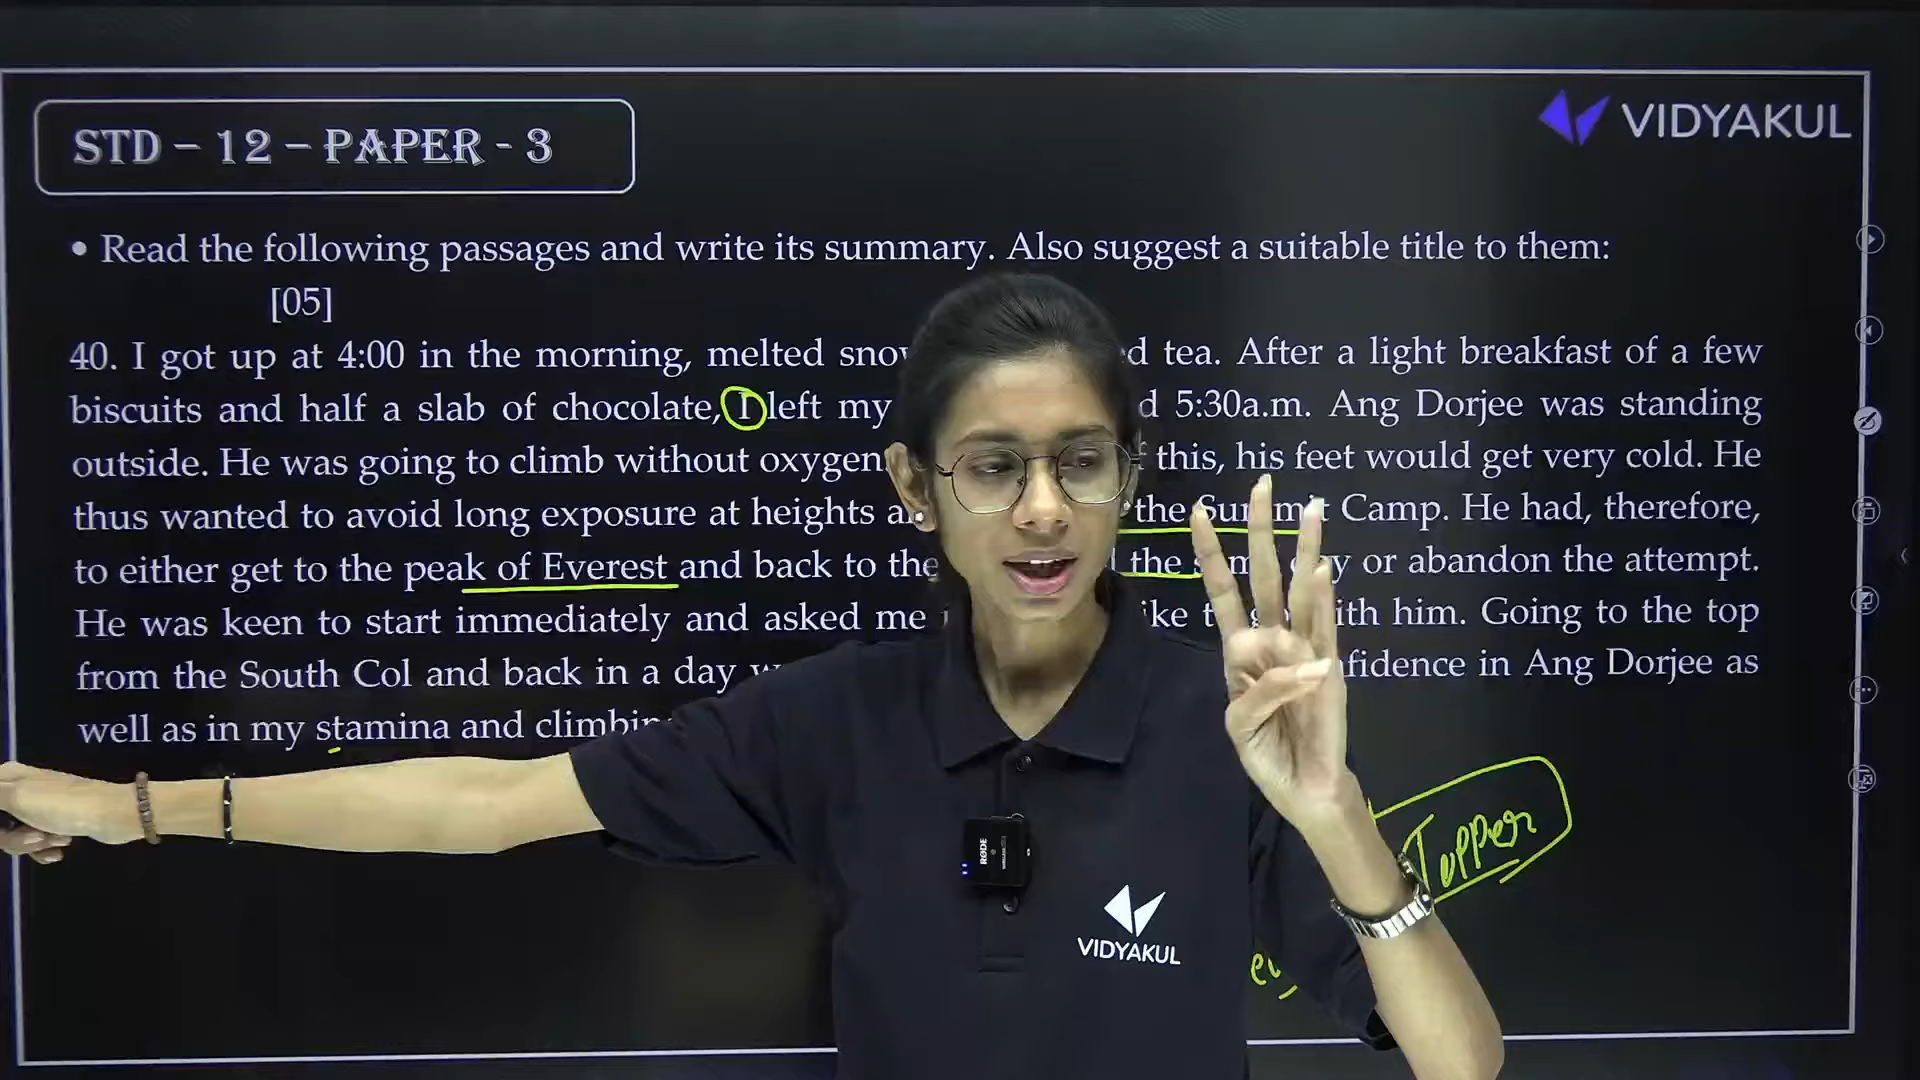 STD – 12 – PAPER - 3
VIDYAKUL
• Read the following passages and write its summary. Also suggest a suitable title to them:
[05]
40. I got up at 4:00 in the morning, melted tea. After a light breakfast of a few
biscuits and half a slab of chocolate, I left my 5:30a.m. Ang Dorjee was standing
outside. He was going to climb without oxygen. this, his feet would get very cold. He
thus wanted to avoid long exposure at heights the Summit Camp. He had, therefore,
to either get to the peak of Everest and back to the the or abandon the attempt.
He was keen to start immediately and asked me with him. Going to the top
from the South Col and back in a day in Ang Dorjee as
well as in my stamina and
Topper
RØDE
VIDYAKUL